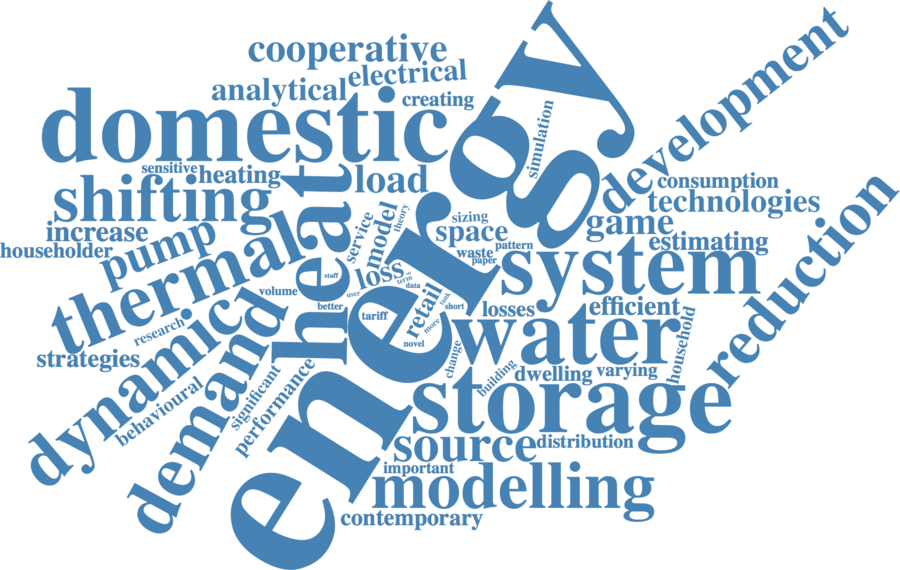 cooperative
electrical
analytical
creating
domestic
energy
simulation
development
sensitive
heating
load
heat
shifting
consumption
technologies
reduction
increase
householder
pump
thermal
service
model
theory
sizing
space
game
pattern
waste
paper
estimating
system
staff
loss
term
data
user
volume
better
tariff
retail
bank
short
more
novel
losses
efficient
household
water
research
strategies
dynamic
demand
behavioural
significant
performance
change
building
dwelling
varying
storage
source
distribution
important
modelling
contemporary